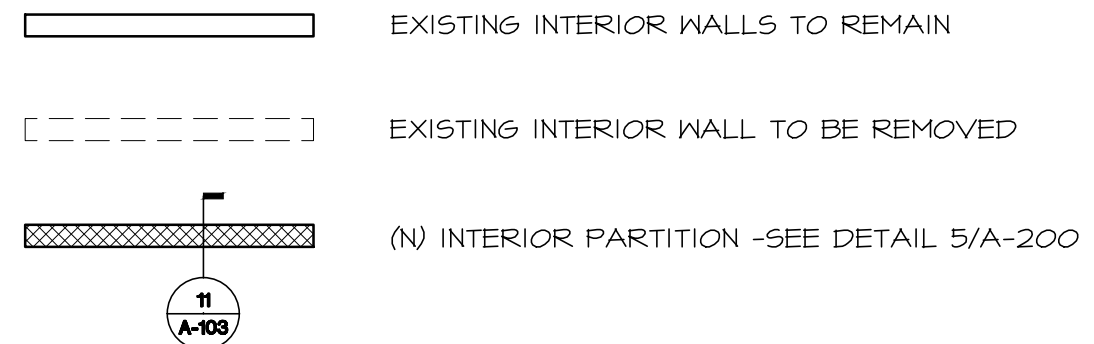 EXISTING INTERIOR WALLS TO REMAIN
EXISTING INTERIOR WALL TO BE REMOVED
(N) INTERIOR PARTITION -SEE DETAIL 5/A-200
11
A-103